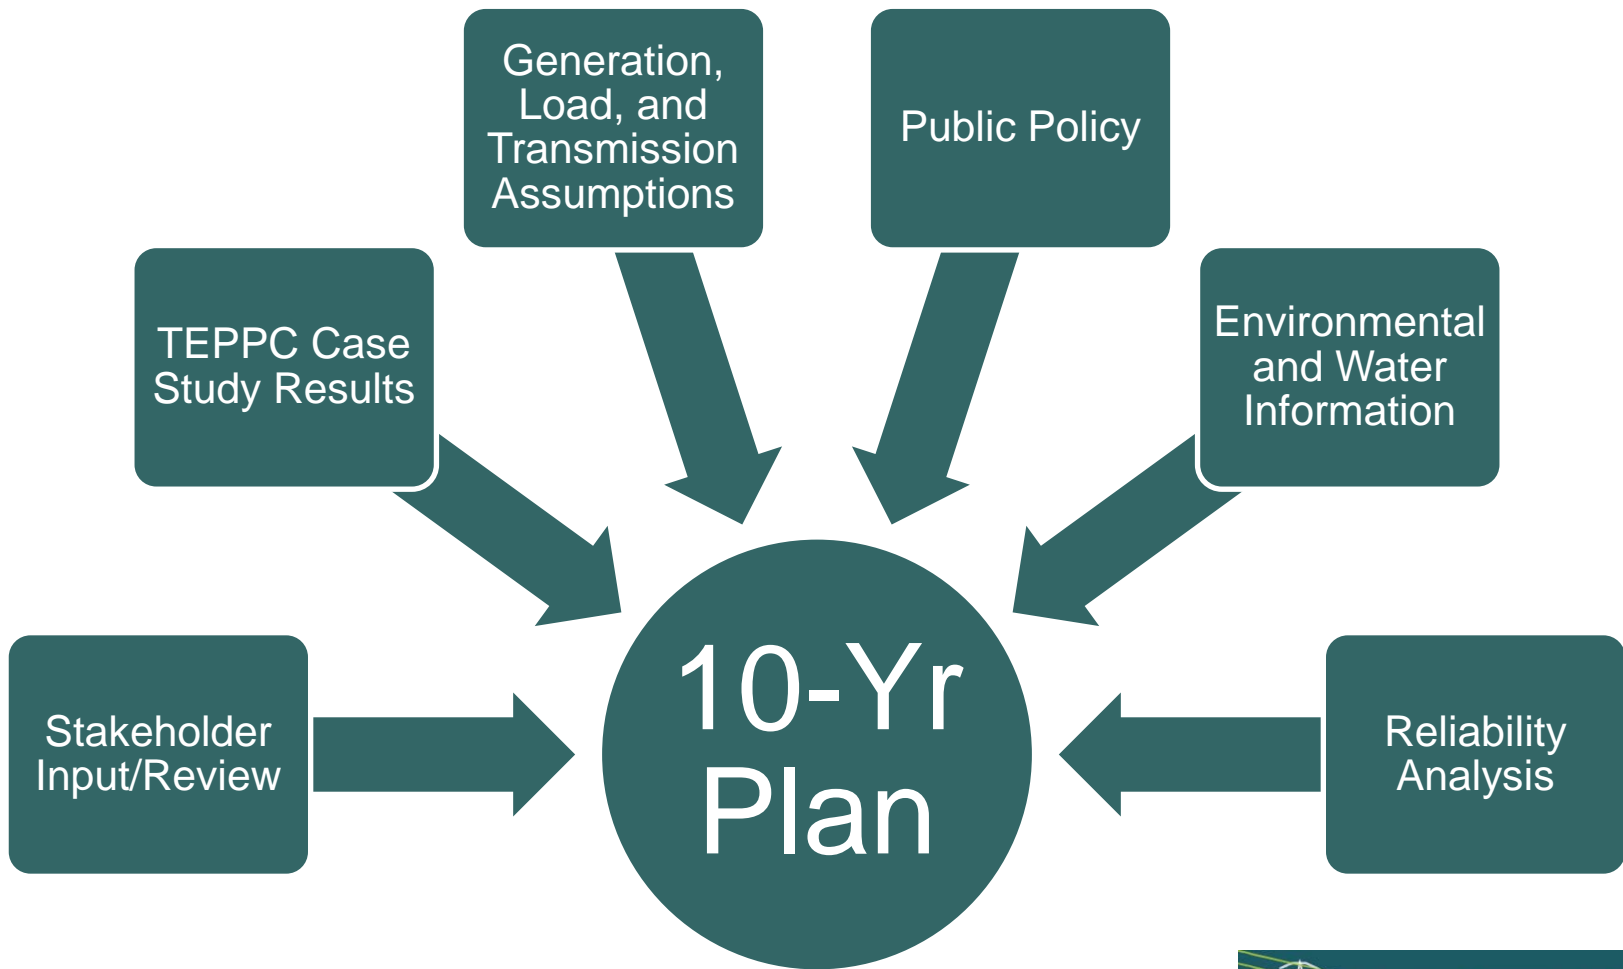 Generation,
Load, and
Transmission
Assumptions
Public Policy
TEPPC Case
Study Results
Environmental
and Water
Information
Stakeholder
Input/Review
10-Yr
Plan
Reliability
Analysis